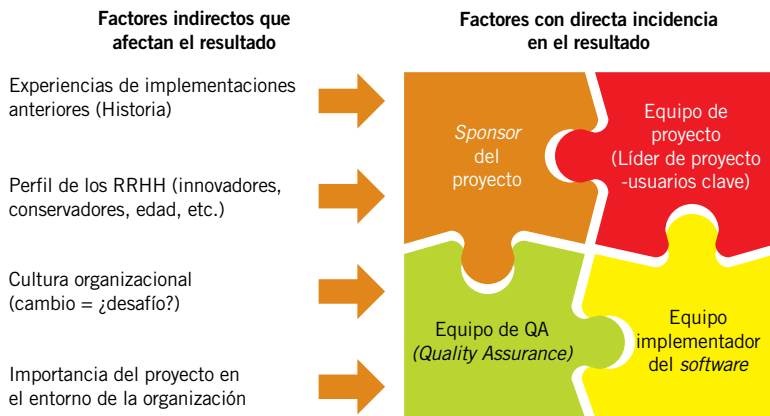 Factores indirectos que
afectan el resultado
Factores con directa incidencia
en el resultado
Experiencias de implementaciones
anteriores (Historia)
Perfil de los RRHH (innovadores,
conservadores, edad, etc.)
Cultura organizacional
(cambio = ¿desafío?)
Importancia del proyecto en
el entorno de la organización
Sponsor
del
proyecto
Equipo de
proyecto
(Líder de proyecto
-usuarios clave)
Equipo de QA
(Quality Assurance)
Equipo
implementador
del software